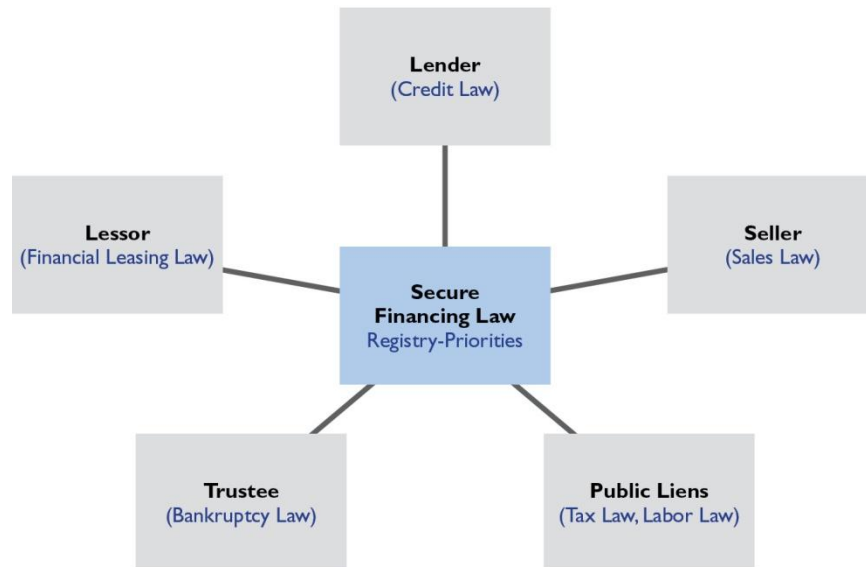 Lender
(Credit Law)
Lessor
(Financial Leasing Law)
Seller
(Sales Law)
Secure
Financing Law
Registry-Priorities
Trustee
(Bankruptcy Law)
Public Liens
(Tax Law, Labor Law)